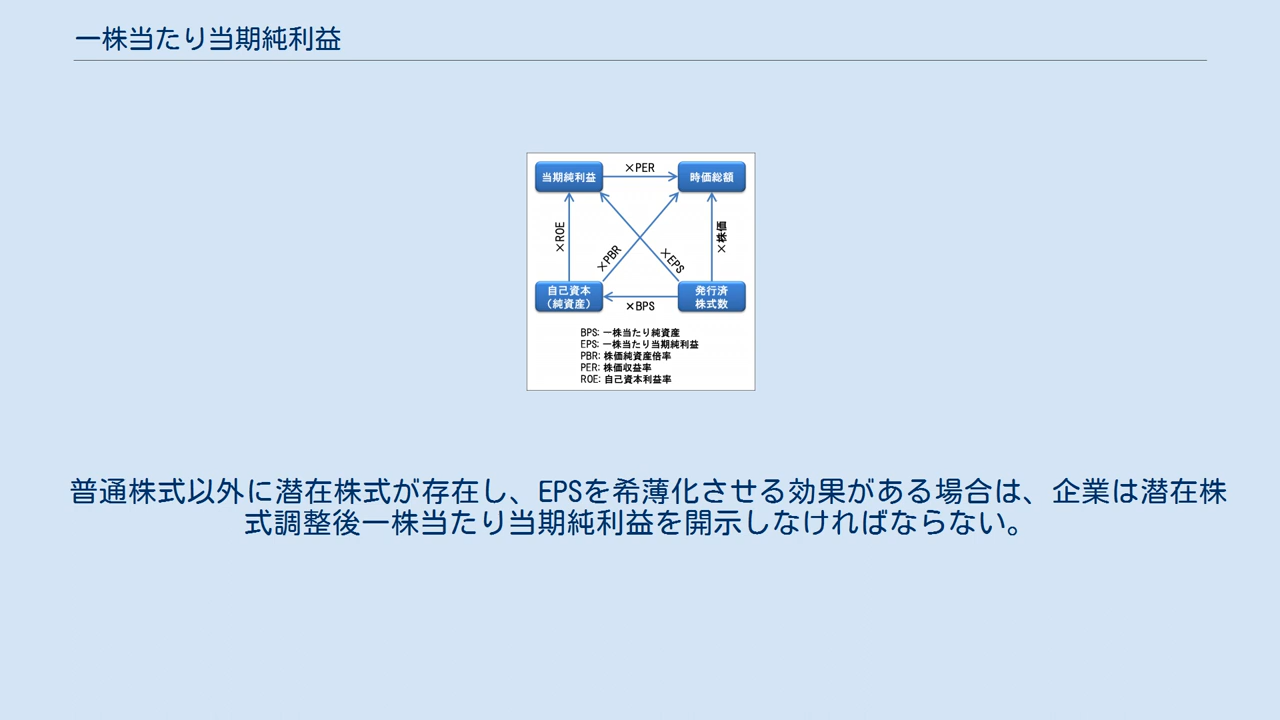 一株当たり当期純利益
×PER
当期純利益
時価総額
×ROE
×PBR
×EPS
×株価
自己資本
(純資産)
発行済
株式数
×BPS
BPS: 一株当たり純資産
EPS: 一株当たり当期純利益
PBR: 株価純資産倍率
PER: 株価収益率
ROE: 自己資本利益率
普通株式以外に潜在株式が存在し、EPSを希薄化させる効果がある場合は、企業は潜在株
式調整後一株当たり当期純利益を開示しなければならない。